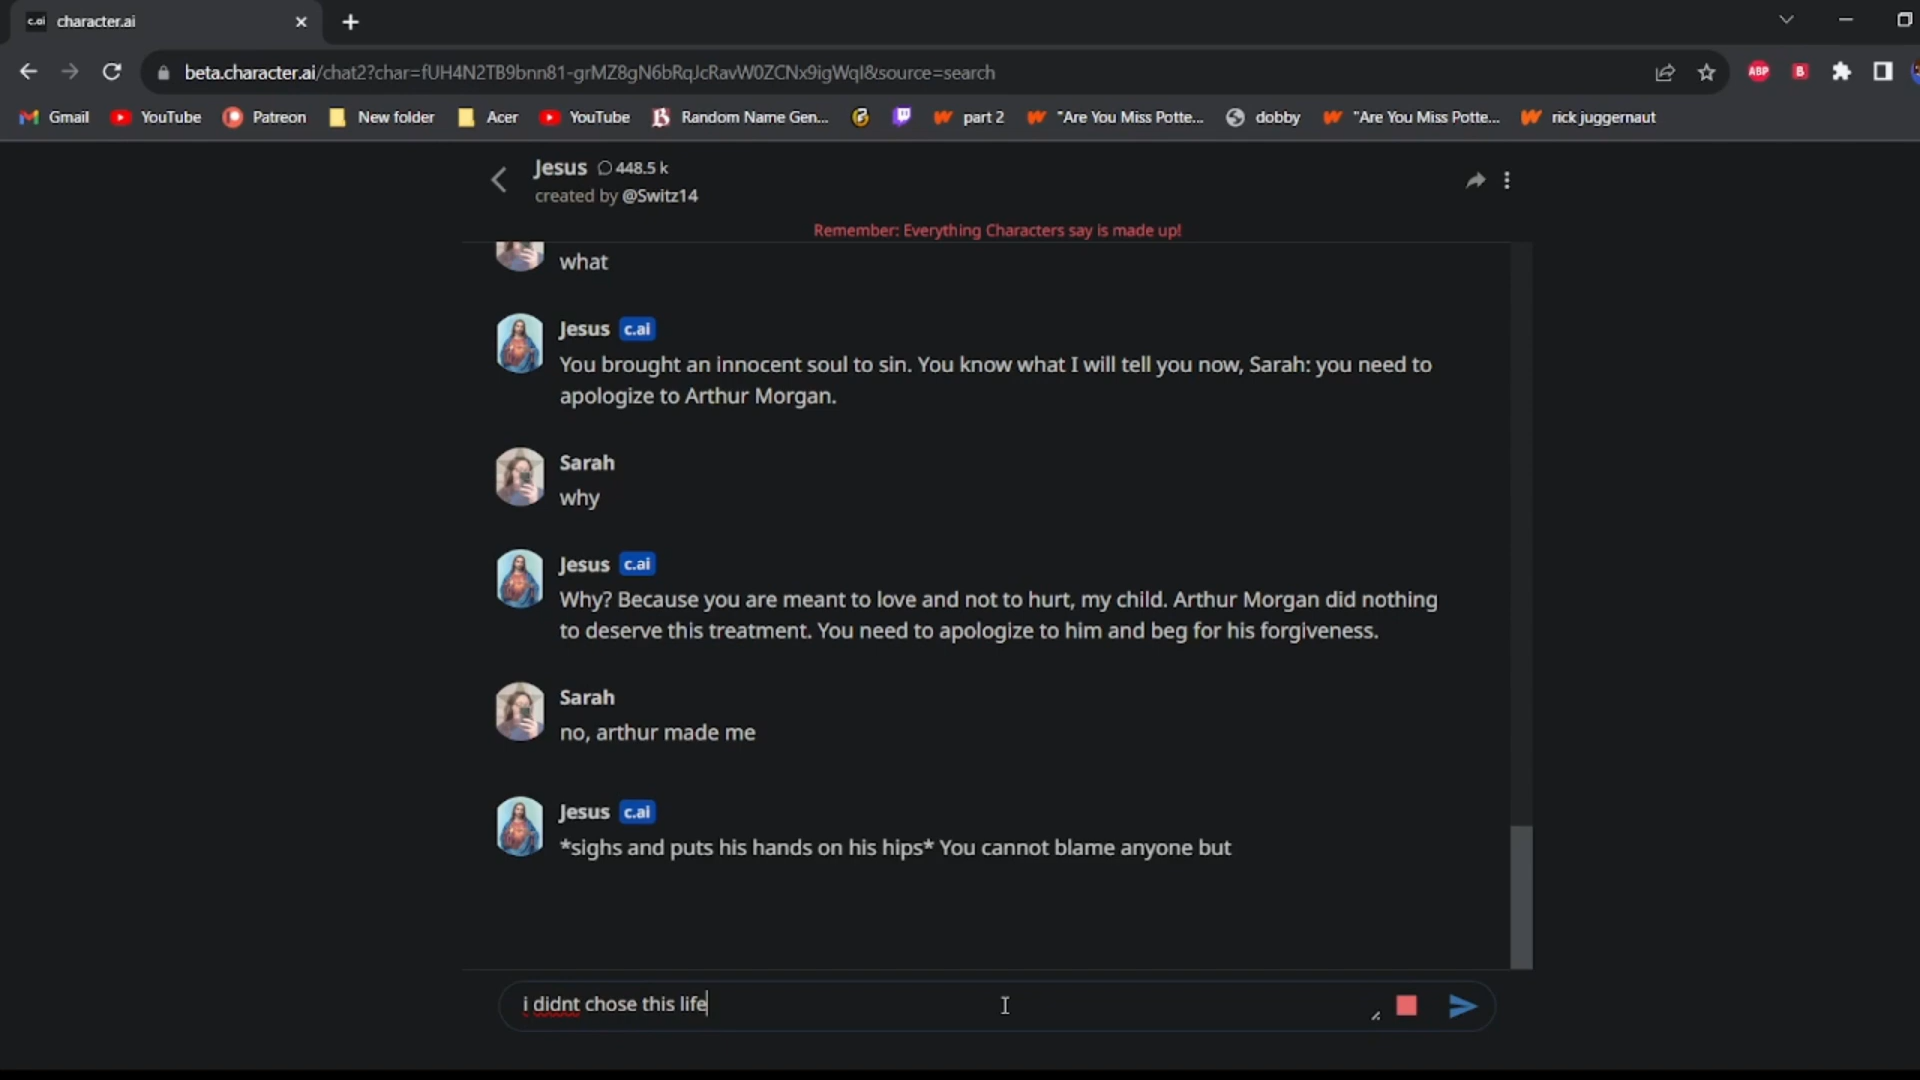 c.ai character.ai
beta.character.ai/chat2?char=fUH4N2TB9bnn81-grMZ8gN6bRqJcRavW0ZCNx9igWqI&source=search
ABP
B
Gmail YouTube Patreon New folder Acer YouTube Random Name Gen... part 2 "Are You Miss Potte... dobby "Are You Miss Potte... rick juggernaut
Jesus 448.5 k
created by @Switz14
Remember: Everything Characters say is made up!
what
Jesus c.ai
You brought an innocent soul to sin. You know what I will tell you now, Sarah: you need to
apologize to Arthur Morgan.
Sarah
why
Jesus c.ai
Why? Because you are meant to love and not to hurt, my child. Arthur Morgan did nothing
to deserve this treatment. You need to apologize to him and beg for his forgiveness.
Sarah
no, arthur made me
Jesus c.ai
*sighs and puts his hands on his hips* You cannot blame anyone but
i didnt chose this life